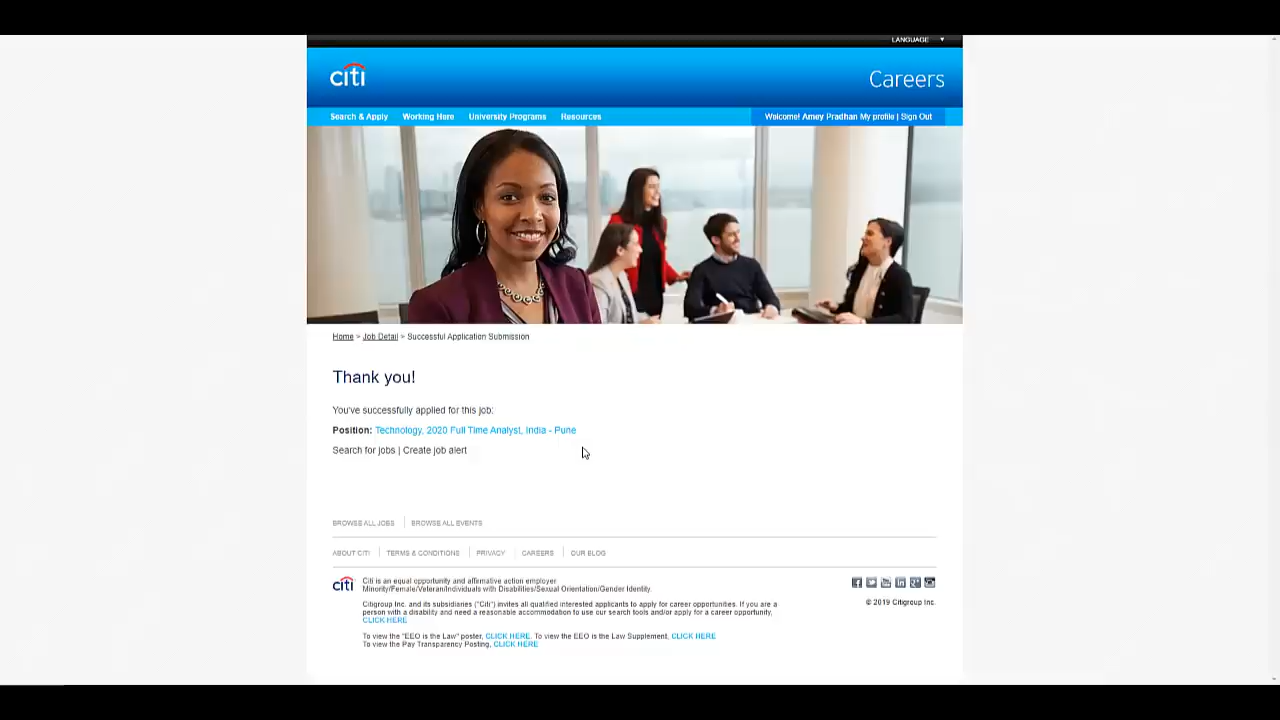 LANGUAGE
citi
Careers
Search & Apply Working Here University Programs Resources
Welcome! Amey Pradhan My profile | Sign Out
Home > Job Detail > Successful Application Submission
Thank you!
You've successfully applied for this job:
Position: Technology, 2020 Full Time Analyst, India - Pune
Search for jobs | Create job alert
BROWSE ALL JOBS BROWSE ALL EVENTS
ABOUT CITI TERMS & CONDITIONS PRIVACY CAREERS OUR BLOG
citi
Citi is an equal opportunity and affirmative action employer.
Minority/Female/Veteran/Individuals with Disabilities/Sexual Orientation/Gender Identity.
© 2019 Citigroup Inc.
Citigroup Inc. and its subsidiaries ("Citi") invites all qualified interested applicants to apply for career opportunities. If you are a
person with a disability and need a reasonable accommodation to use our search tools and/or apply for a career opportunity,
CLICK HERE
To view the "EEO is the Law" poster, CLICK HERE. To view the EEO is the Law Supplement, CLICK HERE
To view the Pay Transparency Posting, CLICK HERE